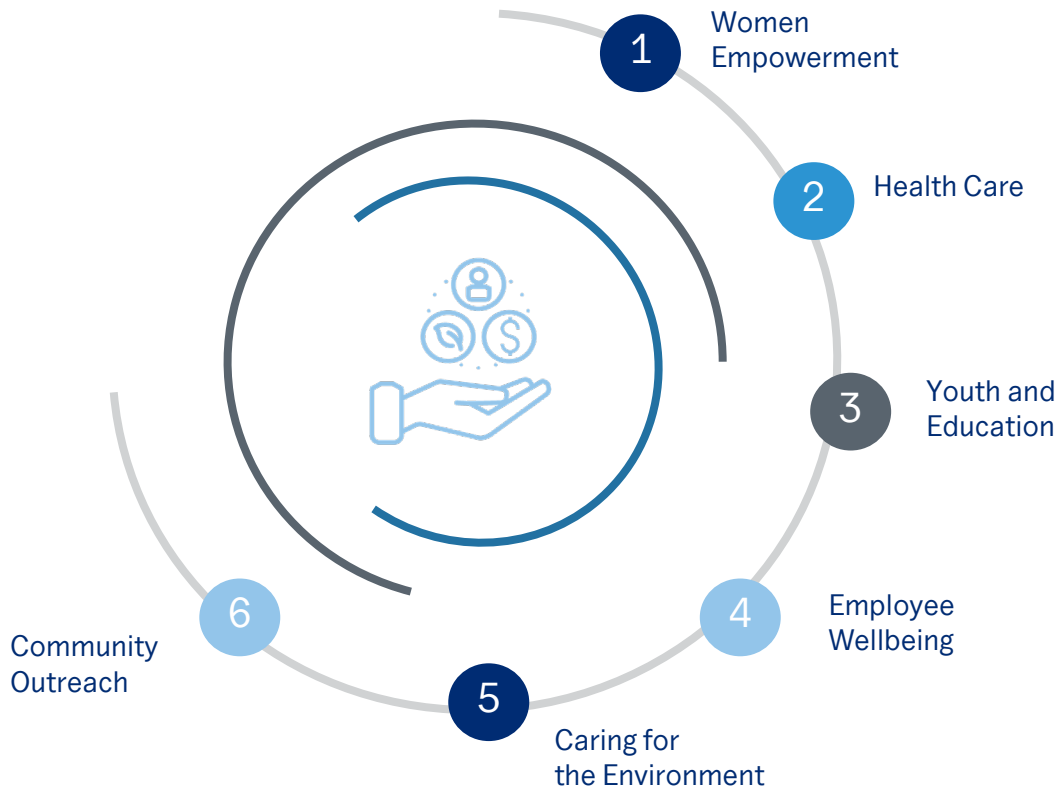 1
Women
Empowerment
2
Health Care
3
Youth and
Education
4
Employee
Wellbeing
5
Caring for
the Environment
6
Community
Outreach
$